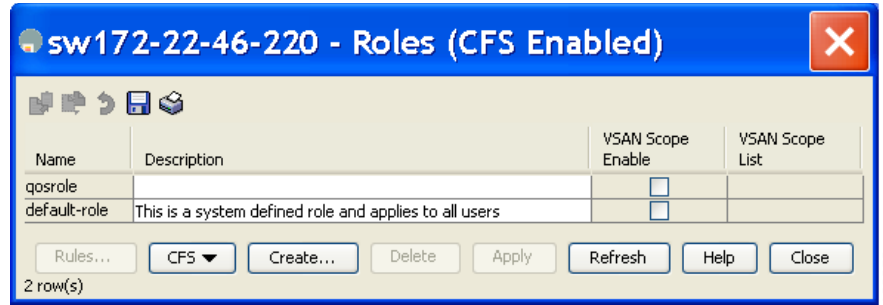 sw172-22-46-220 - Roles (CFS Enabled)
Name Description VSAN Scope Enable VSAN Scope List
qosrole
default-role This is a system defined role and applies to all users
Rules... CFS Create... Delete Apply Refresh Help Close
2 row(s)